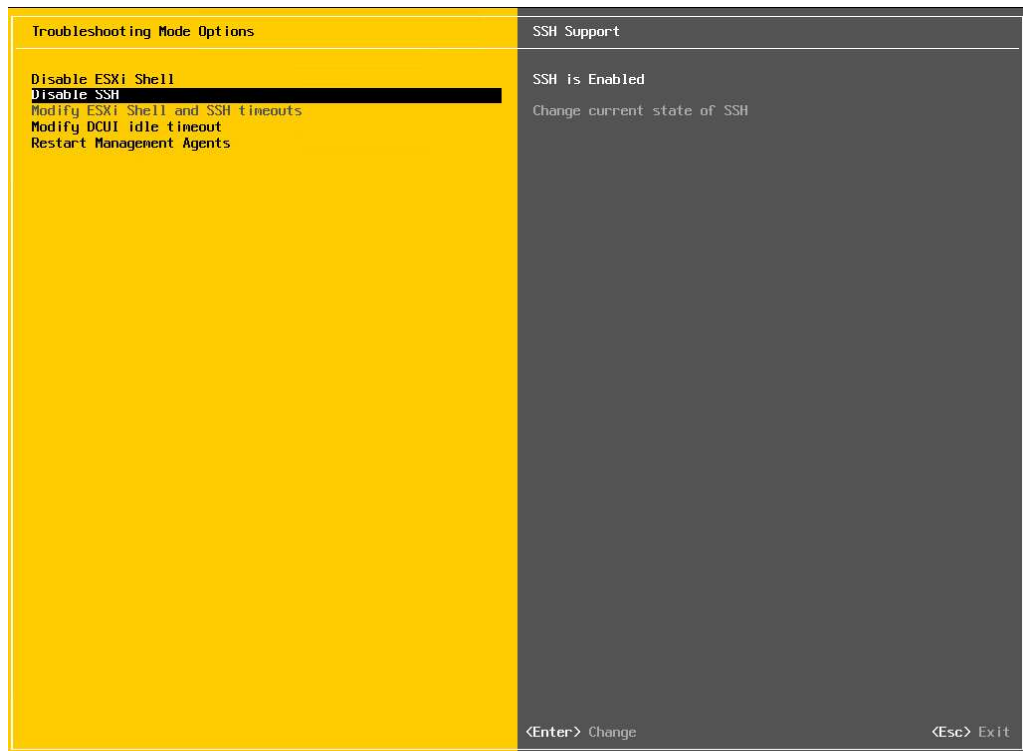 Troubleshooting Mode Options
Disable ESXi Shell
Disable SSH
Modify ESXi Shell and SSH timeouts
Modify DCUI idle timeout
Restart Management Agents
SSH Support
SSH is Enabled
Change current state of SSH
<Enter> Change
<Esc> Exit